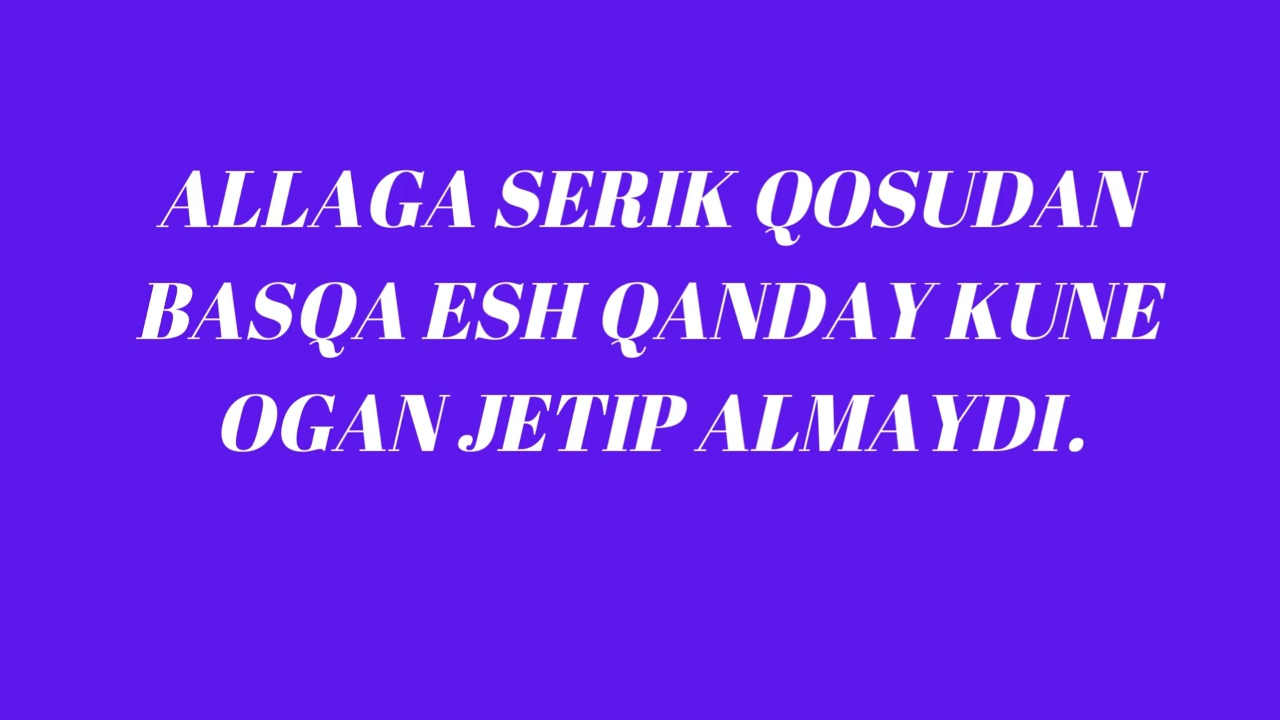 ALLAGA SERIK QOSUDAN
BASQA ESH QANDAY KUNE
OGAN JETIP ALMAYDI.